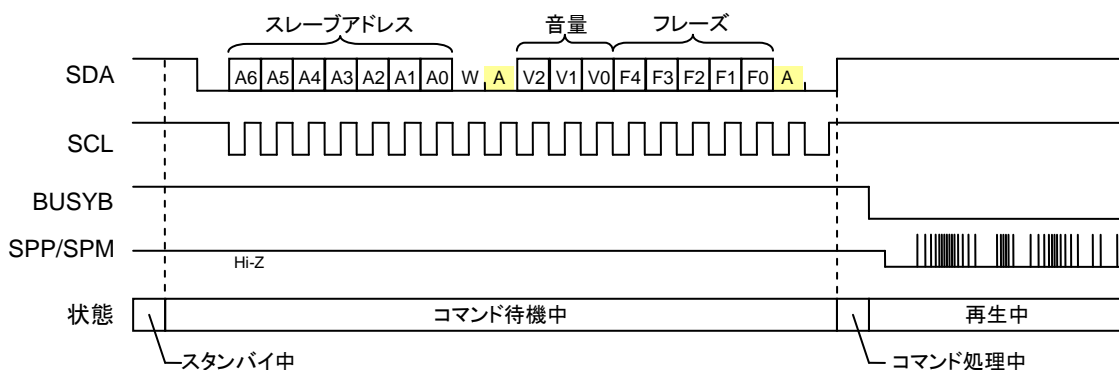 スレーブアドレス 音量 フレーズ
SDA A6 A5 A4 A3 A2 A1 A0 W A V2 V1 V0 F4 F3 F2 F1 F0 A
SCL
BUSYB
SPP/SPM
Hi-Z
状態 コマンド待機中 再生中
スタンバイ中 コマンド処理中